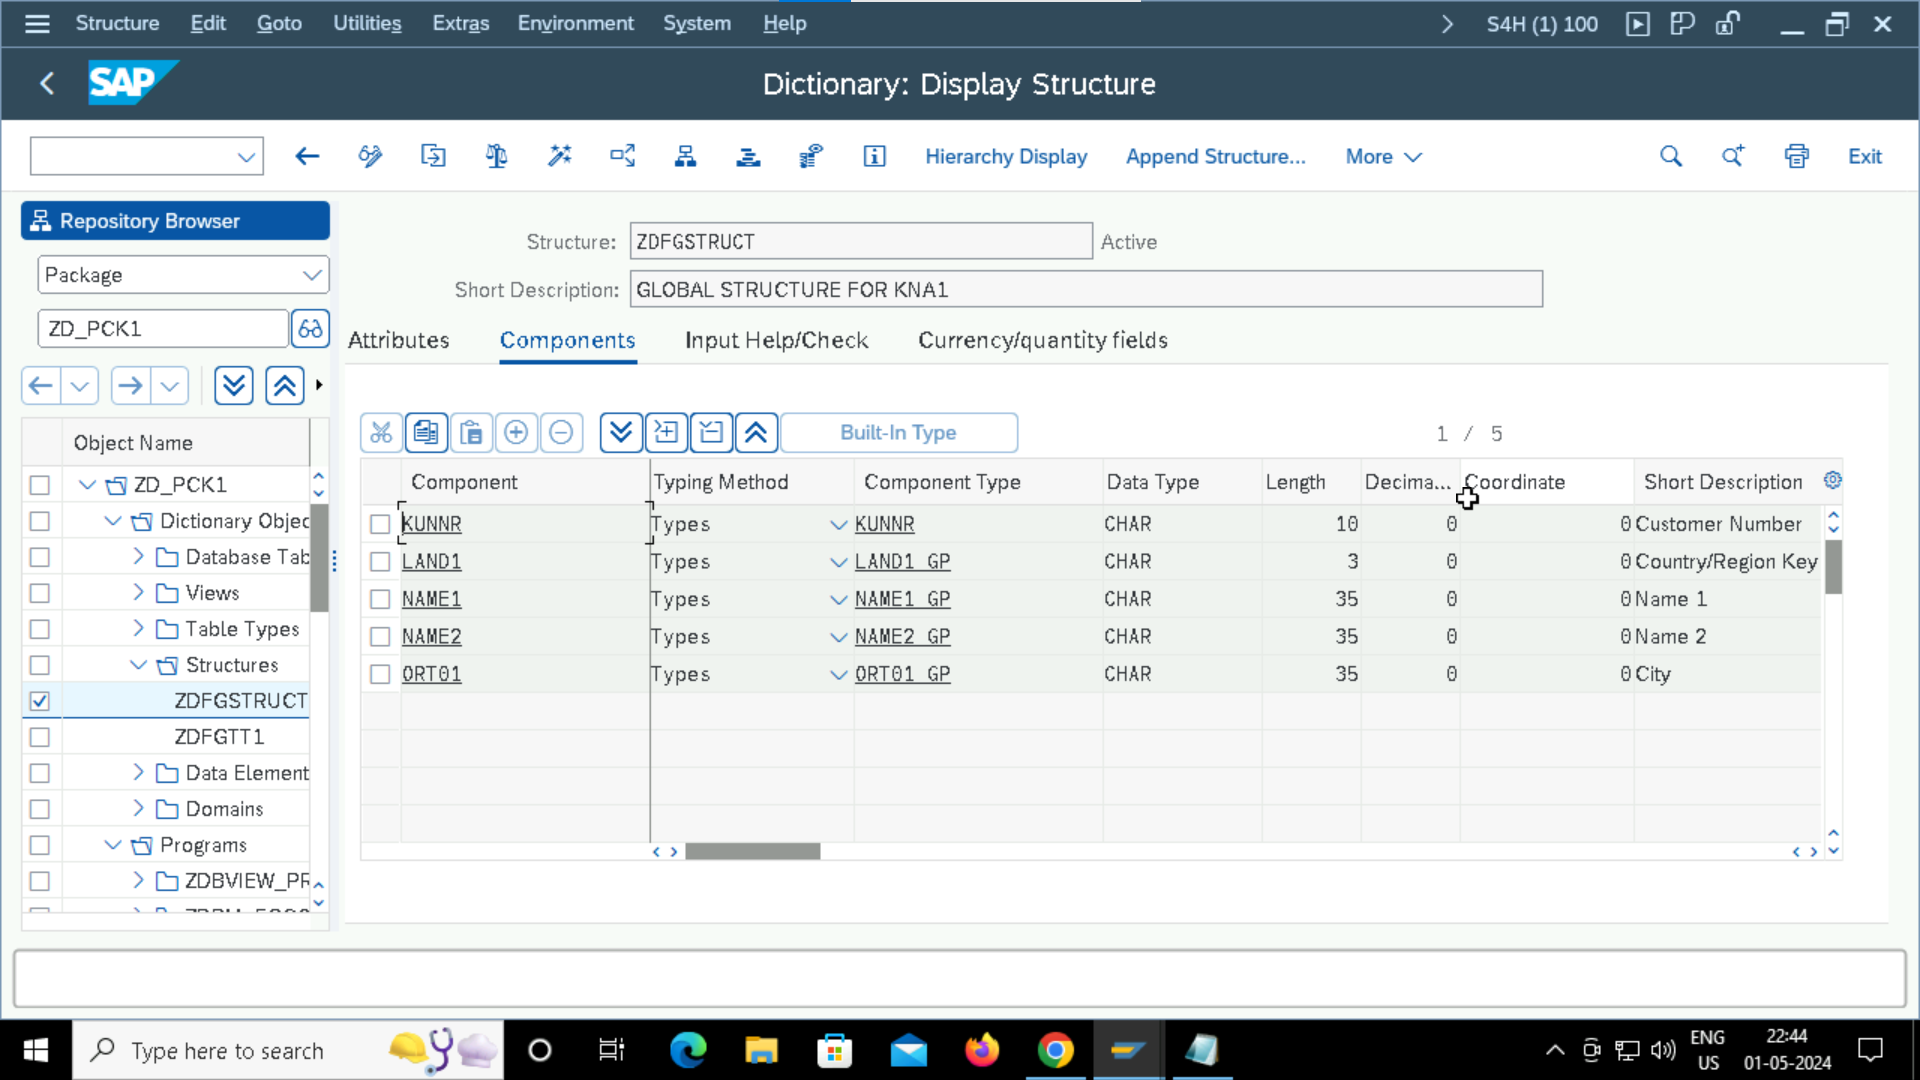 Structure Edit Goto Utilities Extras Environment System Help S4H (1) 100
SAP Dictionary: Display Structure
Hierarchy Display Append Structure... More Exit
Repository Browser
Package
ZD_PCK1
Object Name
ZD_PCK1
Dictionary Objec
Database Tab
Views
Table Types
Structures
ZDFGSTRUCT
ZDFGTT1
Data Element
Domains
Programs
ZDBVIEW_PR
Structure: ZDFGSTRUCT Active
Short Description: GLOBAL STRUCTURE FOR KNA1
Attributes Components Input Help/Check Currency/quantity fields
Built-In Type 1 / 5
Component Typing Method Component Type Data Type Length Decima... Coordinate Short Description
KUNNR Types KUNNR CHAR 10 0 0 Customer Number
LAND1 Types LAND1_GP CHAR 3 0 0 Country/Region Key
NAME1 Types NAME1_GP CHAR 35 0 0 Name 1
NAME2 Types NAME2_GP CHAR 35 0 0 Name 2
ORT01 Types ORT01_GP CHAR 35 0 0 City
Type here to search
ENG
US
22:44
01-05-2024